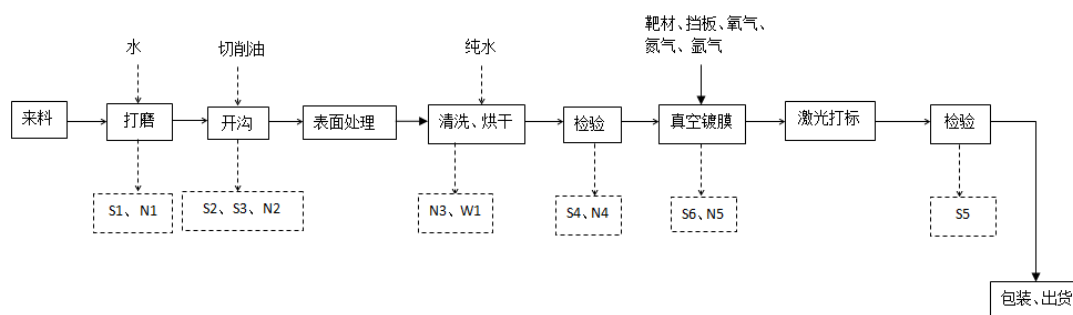 靶材、挡板、氧气、
氮气、氩气
水
切削油
纯水
来料
打磨
开沟
表面处理
清洗、烘干
检验
真空镀膜
激光打标
检验
S1、N1
S2、S3、N2
N3、W1
S4、N4
S6、N5
S5
包装、出货